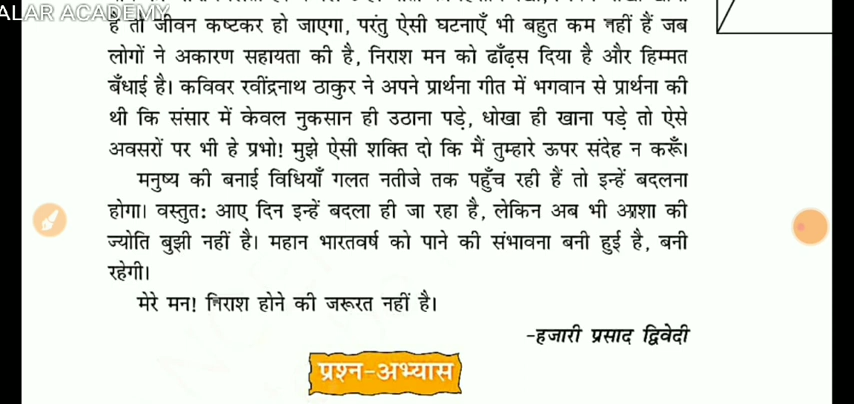 ALAR ACADEMY
है तो जीवन कष्टकर हो जाएगा, परंतु ऐसी घटनाएँ भी बहुत कम नहीं हैं जब
लोगों ने अकारण सहायता की है, निराश मन को ढाँढ़स दिया है और हिम्मत
बँधाई है। कविवर रवींद्रनाथ ठाकुर ने अपने प्रार्थना गीत में भगवान से प्रार्थना की
थी कि संसार में केवल नुकसान ही उठाना पड़े, धोखा ही खाना पड़े तो ऐसे
अवसरों पर भी हे प्रभो! मुझे ऐसी शक्ति दो कि मैं तुम्हारे ऊपर संदेह न करूँ।
मनुष्य की बनाई विधियाँ गलत नतीजे तक पहुँच रही हैं तो इन्हें बदलना
होगा। वस्तुत: आए दिन इन्हें बदला ही जा रहा है, लेकिन अब भी आशा की
ज्योति बुझी नहीं है। महान भारतवर्ष को पाने की संभावना बनी हुई है, बनी
रहेगी।
मेरे मन! निराश होने की जरूरत नहीं है।
-हजारी प्रसाद द्विवेदी
प्रश्न-अभ्यास